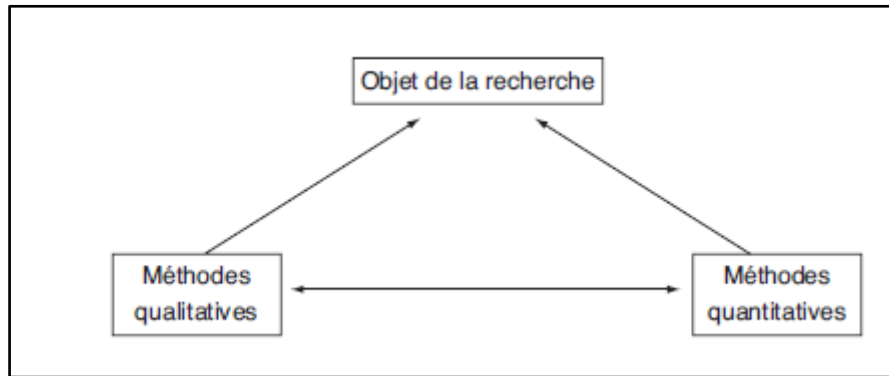 Objet de la recherche
Méthodes
qualitatives
Méthodes
quantitatives